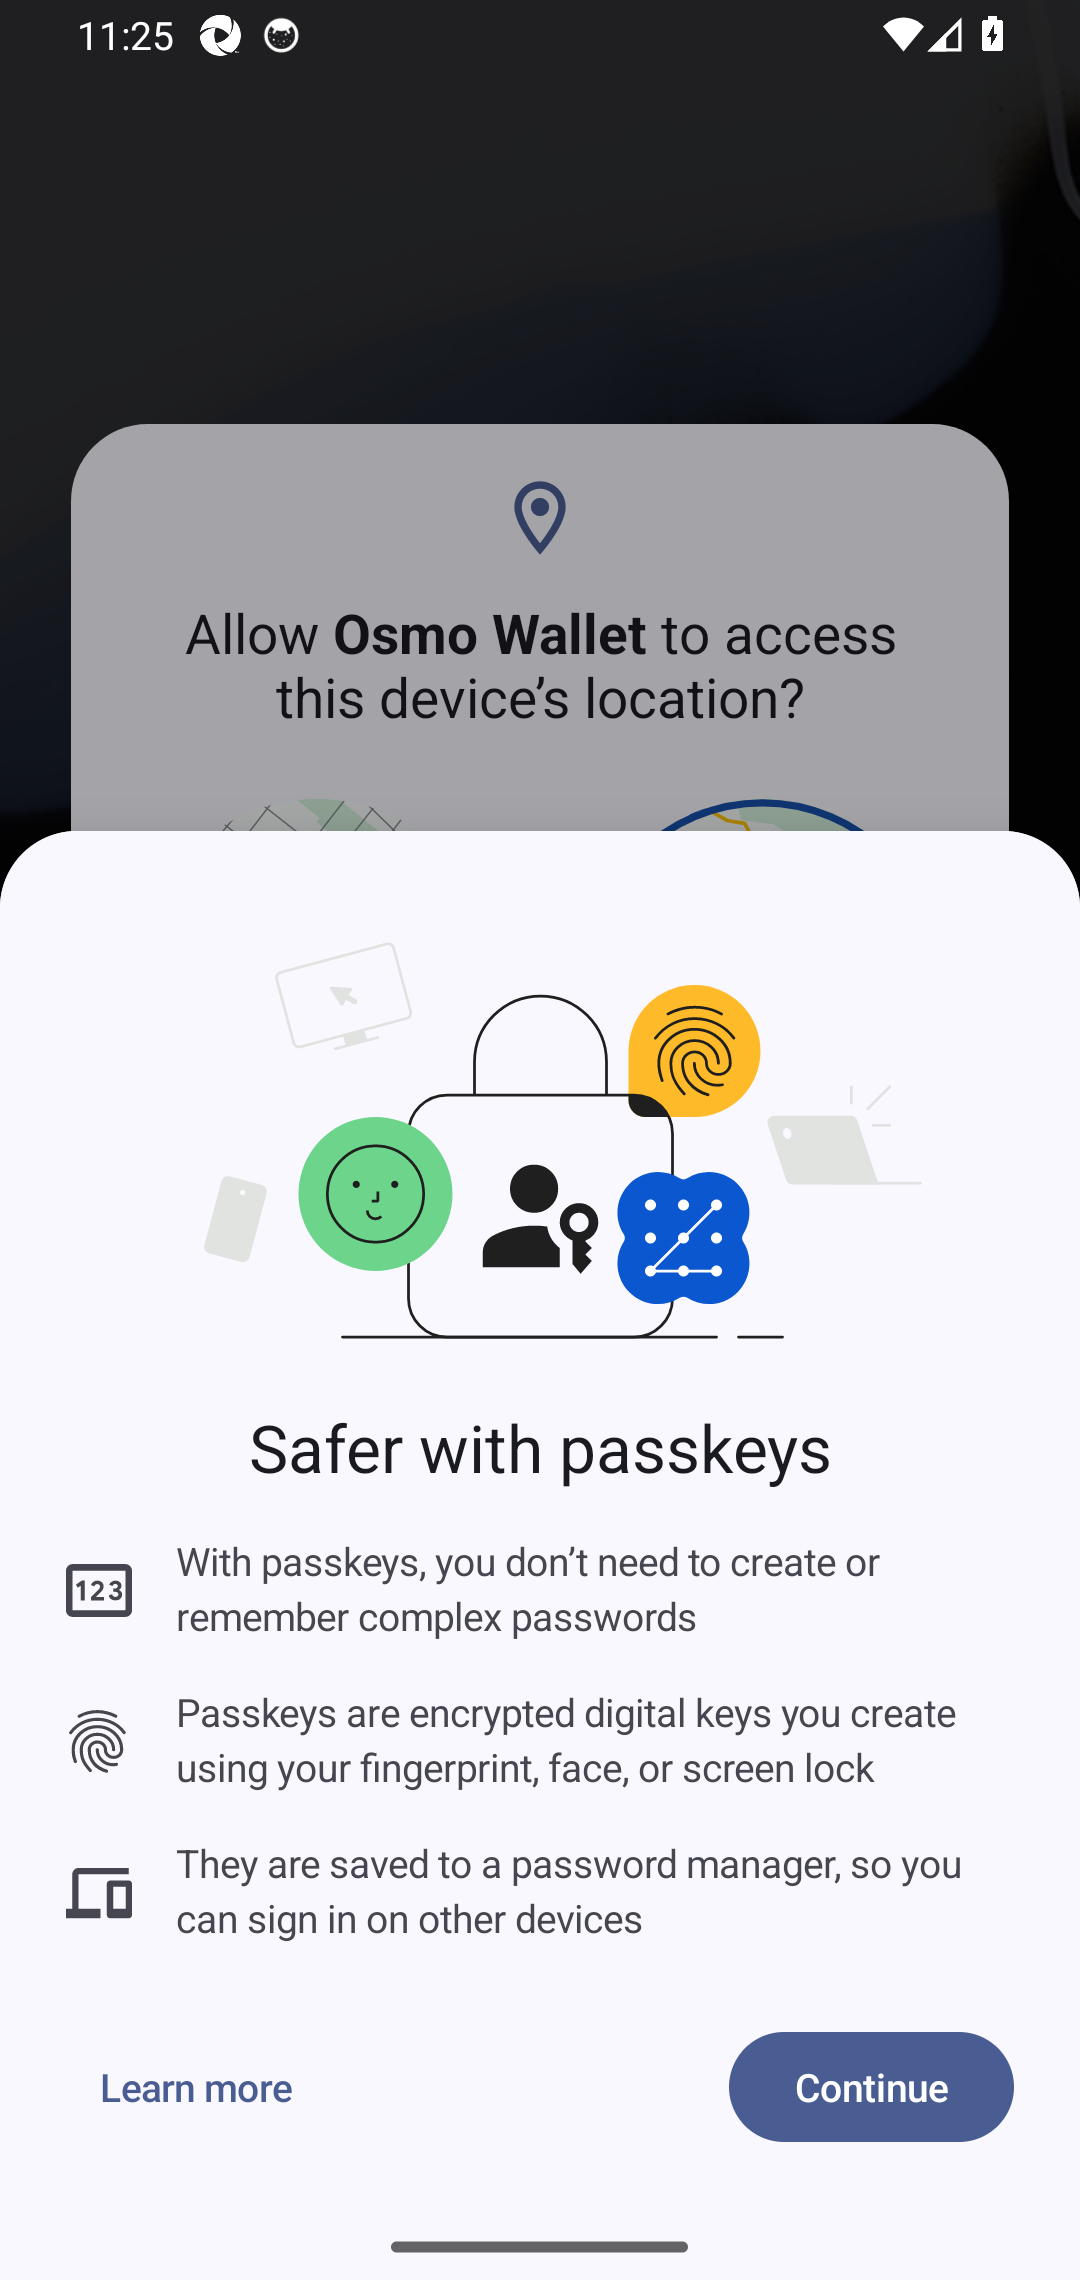 11:25
Allow Osmo Wallet to access
this device’s location?
Safer with passkeys
123
With passkeys, you don’t need to create or
remember complex passwords
Passkeys are encrypted digital keys you create
using your fingerprint, face, or screen lock
They are saved to a password manager, so you
can sign in on other devices
Learn more
Continue